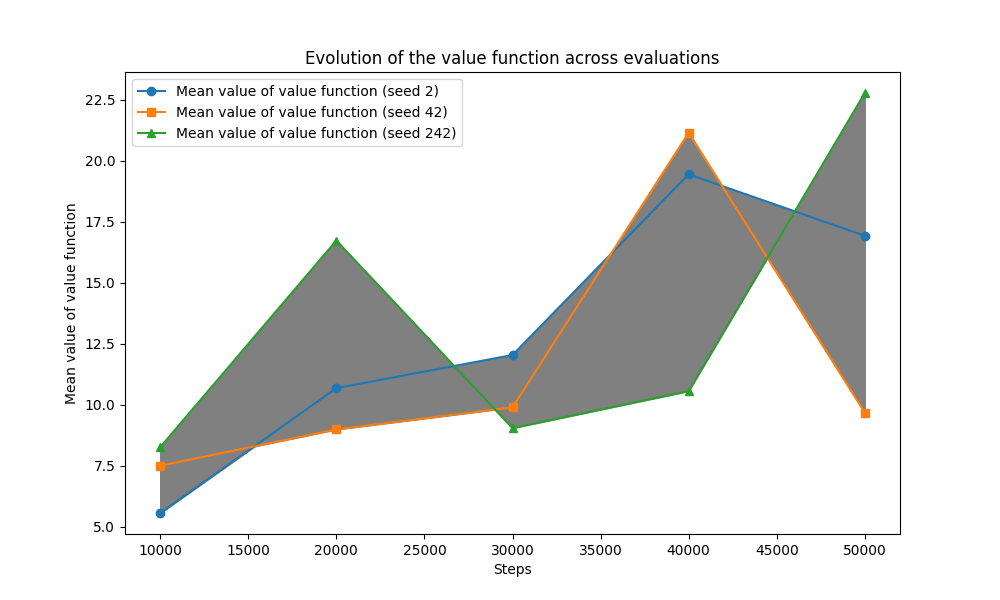 Evolution of the value function across evaluations
Mean value of value function (seed 2)
Mean value of value function (seed 42)
Mean value of value function (seed 242)
Mean value of value function
22.5
20.0
17.5
15.0
12.5
10.0
7.5
5.0
10000 15000 20000 25000 30000 35000 40000 45000 50000
Steps